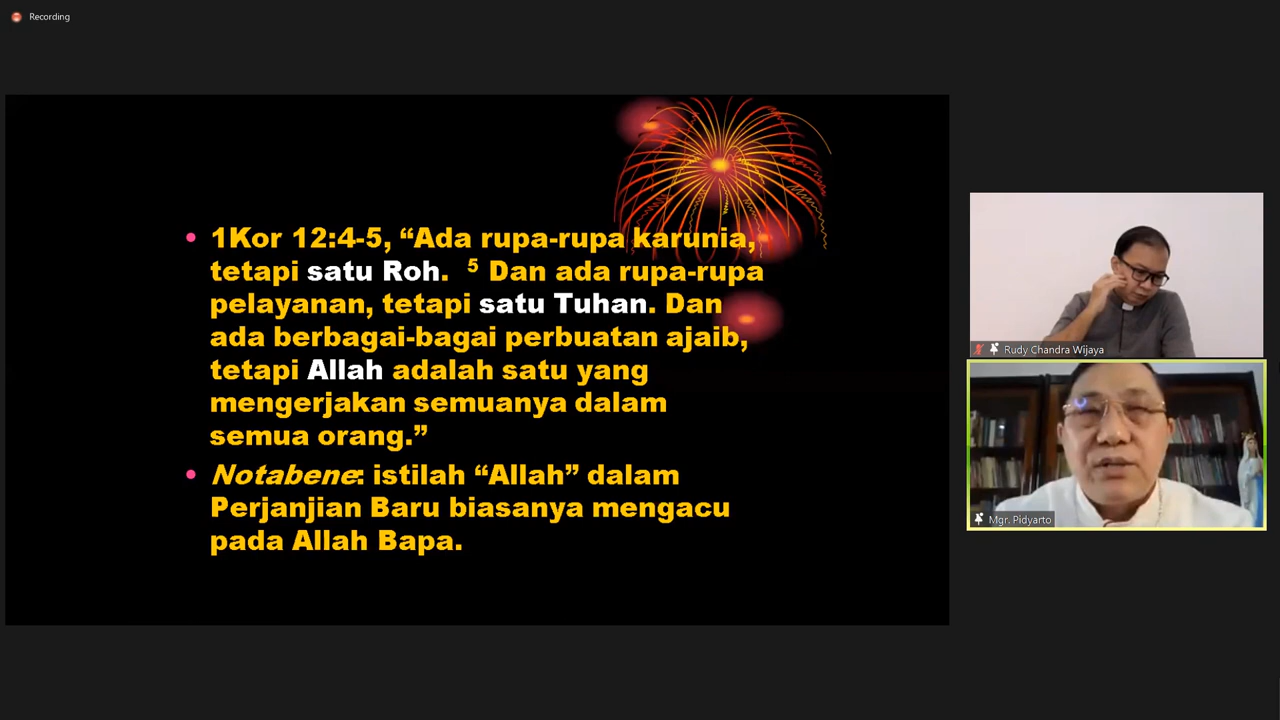 Recording
• 1Kor 12:4-5, “Ada rupa-rupa karunia,
tetapi satu Roh. ⁵ Dan ada rupa-rupa
pelayanan, tetapi satu Tuhan. Dan
ada berbagai-bagai perbuatan ajaib,
tetapi Allah adalah satu yang
mengerjakan semuanya dalam
semua orang.”
• Notabene: istilah “Allah” dalam
Perjanjian Baru biasanya mengacu
pada Allah Bapa.
Rudy Chandra Wijaya
Mgr. Pidyarto